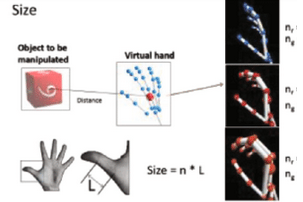 Size
Object to be
manipulated
Virtual hand
Distance
L
Size = n * L
n
n
n
n
n
n